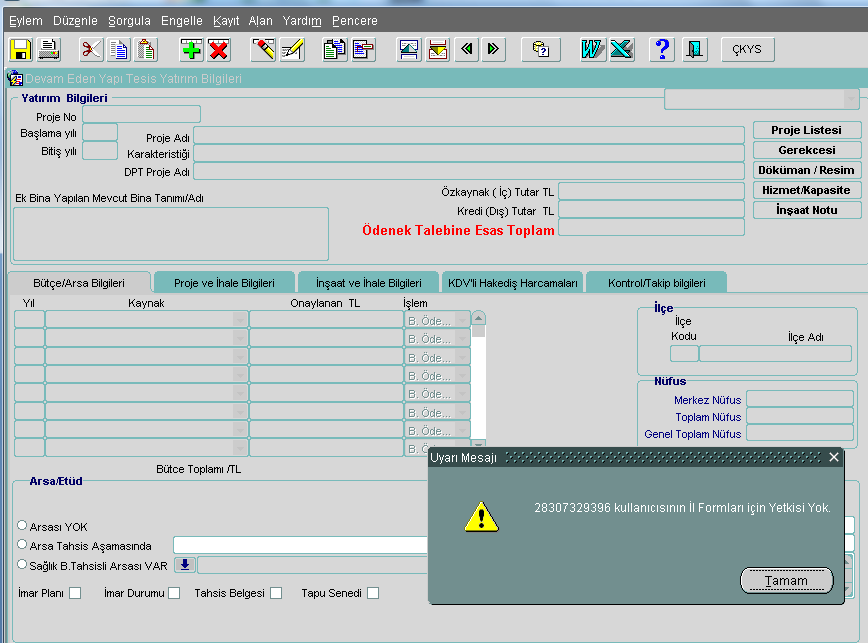 Eylem Düzenle Sorgula Engelle Kayıt Alan Yardım Pencere
ÇKYS
Devam Eden Yapı Tesis Yatırım Bilgileri
Yatırım Bilgileri
Proje No
Başlama yılı
Bitiş yılı
Proje Adı
Karakteristiği
DPT Proje Adı
Proje Listesi
Gerekcesi
Döküman / Resim
Hizmet/Kapasite
İnşaat Notu
Ek Bina Yapılan Mevcut Bina Tanımı/Adı
Özkaynak ( İç) Tutar TL
Kredi (Dış) Tutar TL
Ödenek Talebine Esas Toplam
Bütçe/Arsa Bilgileri Proje ve İhale Bilgileri İnşaat ve İhale Bilgileri KDV'li Hakediş Harcamaları Kontrol/Takip bilgileri
Yıl Kaynak Onaylanan TL İşlem
B. Öde...
B. Öde...
B. Öde...
B. Öde...
B. Öde...
B. Öde...
B. Öde...
B. Öde...
İlçe
İlçe Kodu İlçe Adı
Nüfus
Merkez Nüfus
Toplam Nüfus
Genel Toplam Nüfus
Bütce Toplamı /TL
Arsa/Etüd
Arsası YOK
Arsa Tahsis Aşamasında
Sağlık B.Tahsisli Arsası VAR
İmar Planı İmar Durumu Tahsis Belgesi Tapu Senedi
Uyarı Mesajı
28307329396 kullanıcısının İl Formları için Yetkisi Yok.
Tamam